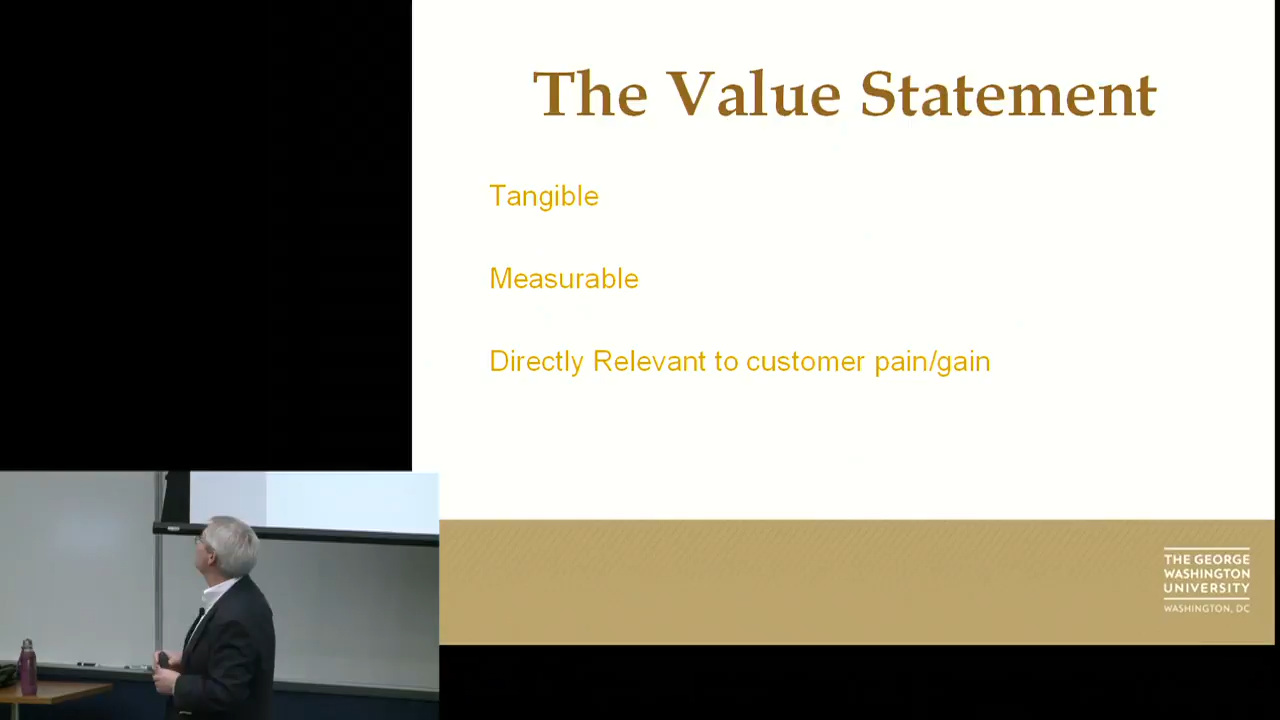 The Value Statement
Tangible
Measurable
Directly Relevant to customer pain/gain
THE GEORGE
WASHINGTON
UNIVERSITY
WASHINGTON, DC